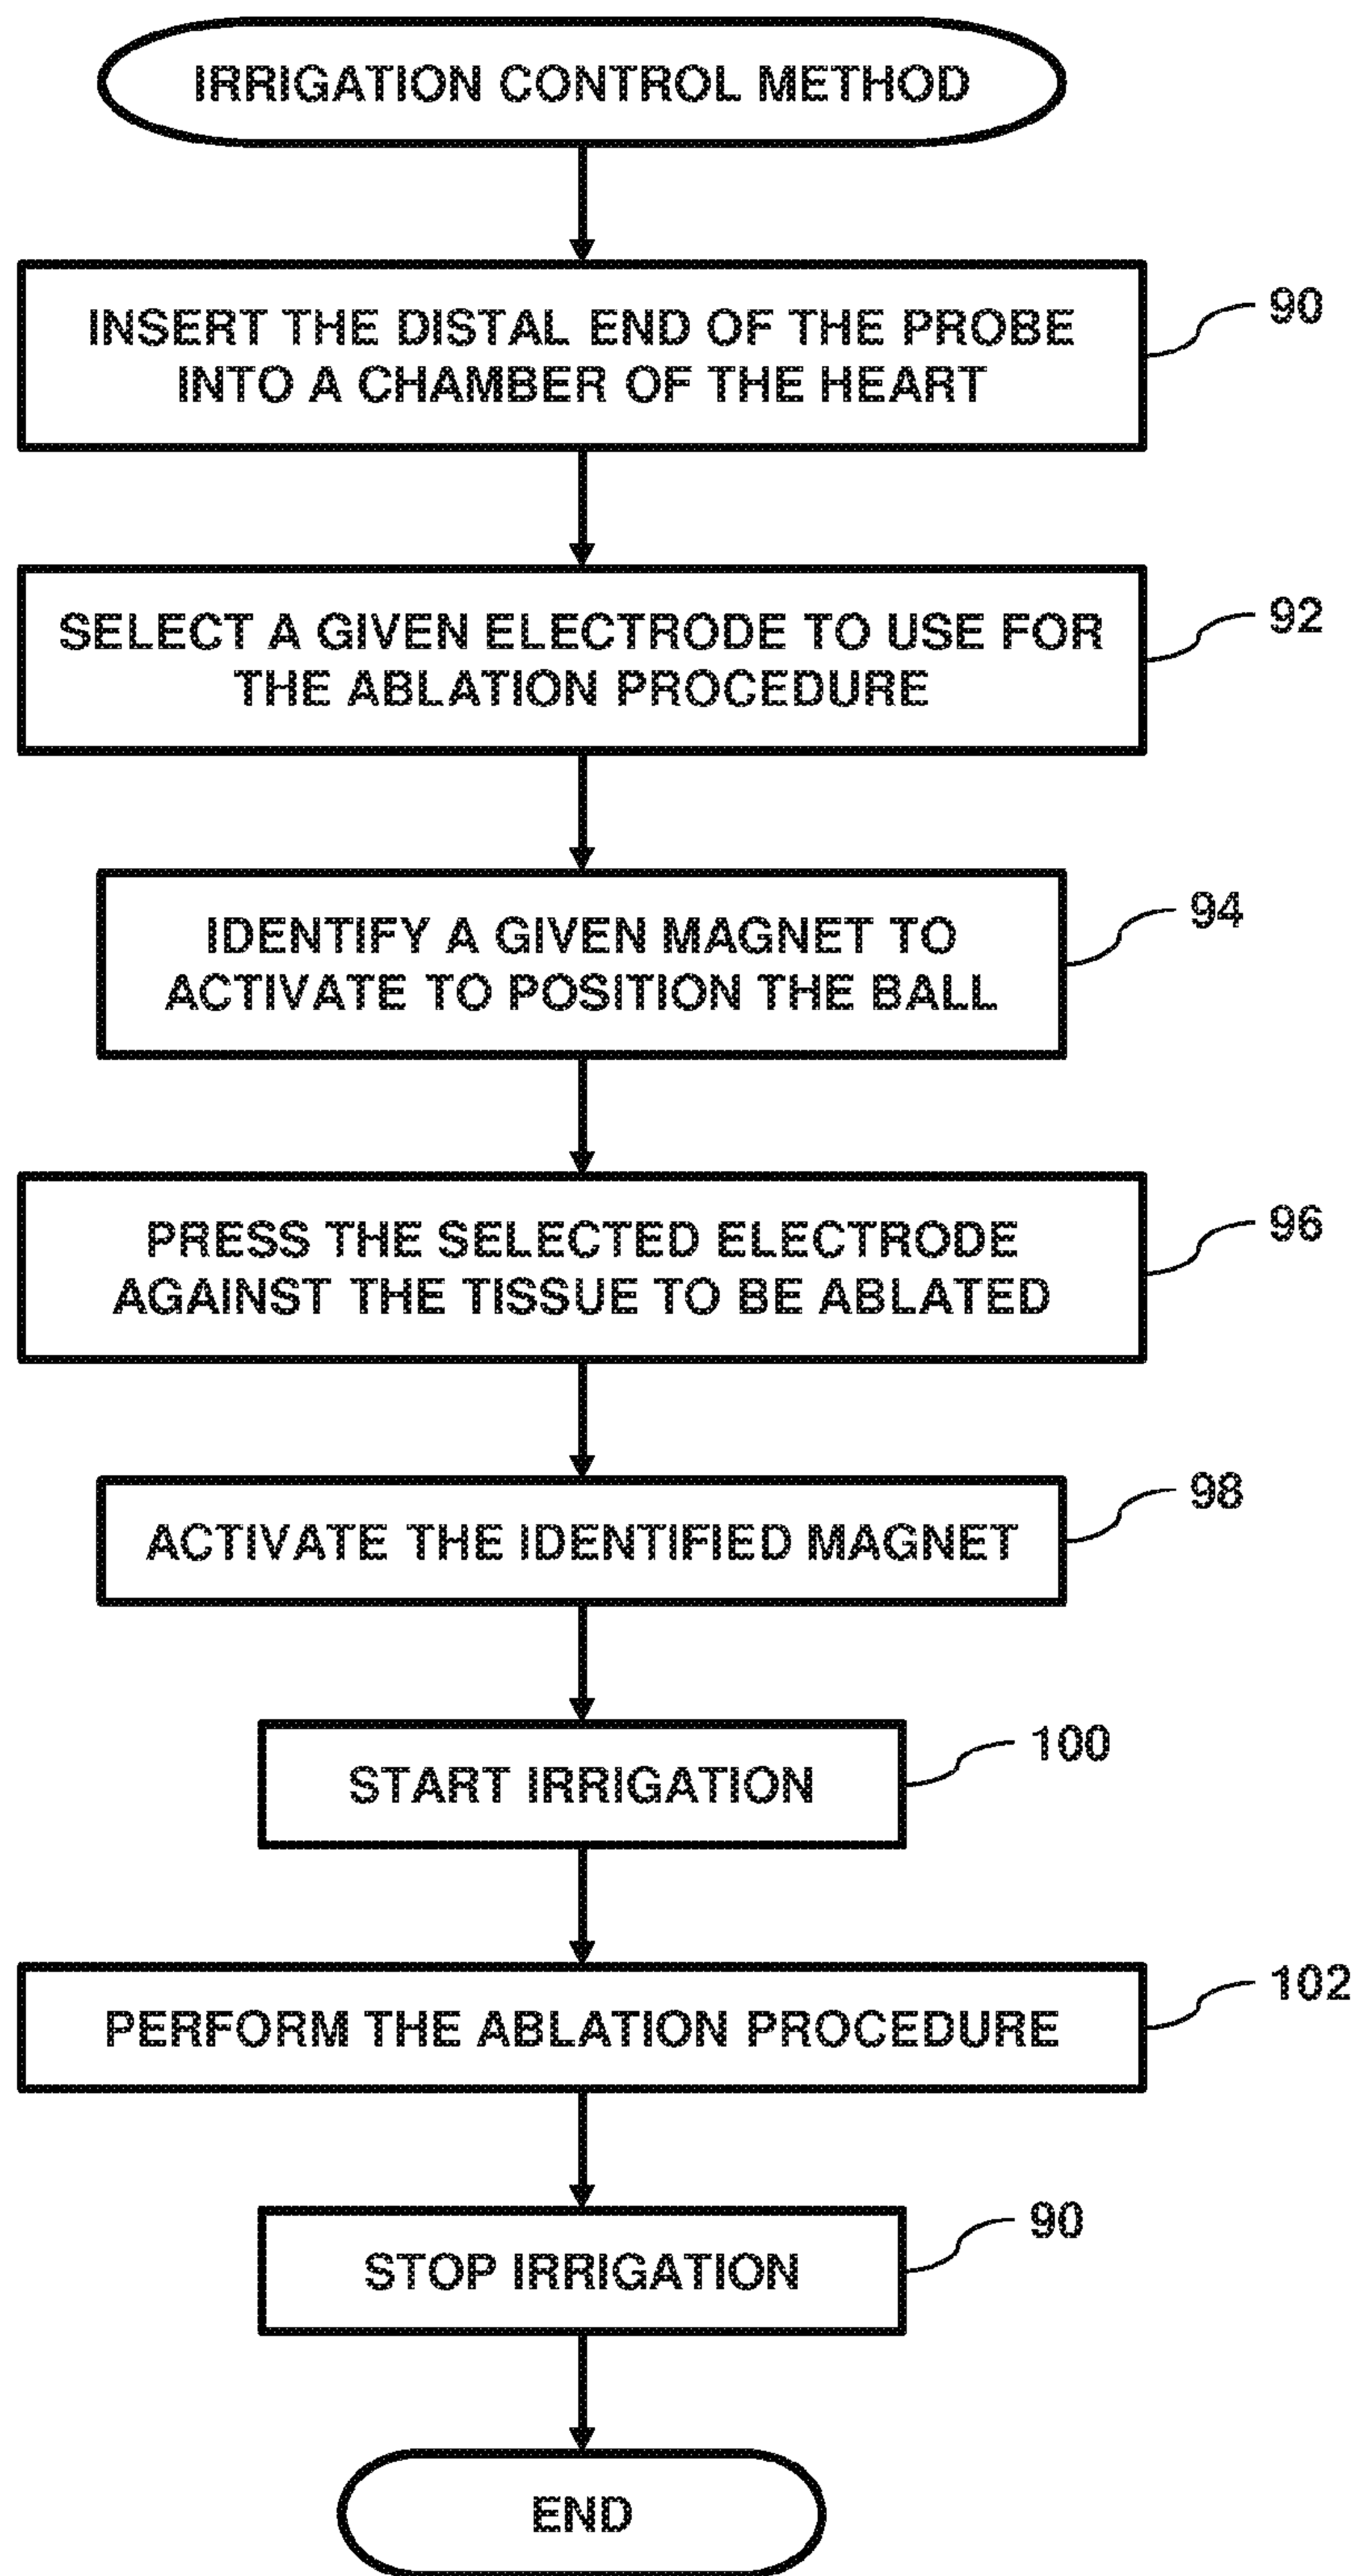 IRRIGATION CONTROL METHOD
INSERT THE DISTAL END OF THE PROBE
INTO A CHAMBER OF THE HEART
90
SELECT A GIVEN ELECTRODE TO USE FOR
THE ABLATION PROCEDURE
92
IDENTIFY A GIVEN MAGNET TO
ACTIVATE TO POSITION THE BALL
94
PRESS THE SELECTED ELECTRODE
AGAINST THE TISSUE TO BE ABLATED
96
ACTIVATE THE IDENTIFIED MAGNET
98
START IRRIGATION
100
PERFORM THE ABLATION PROCEDURE
102
STOP IRRIGATION
90
END